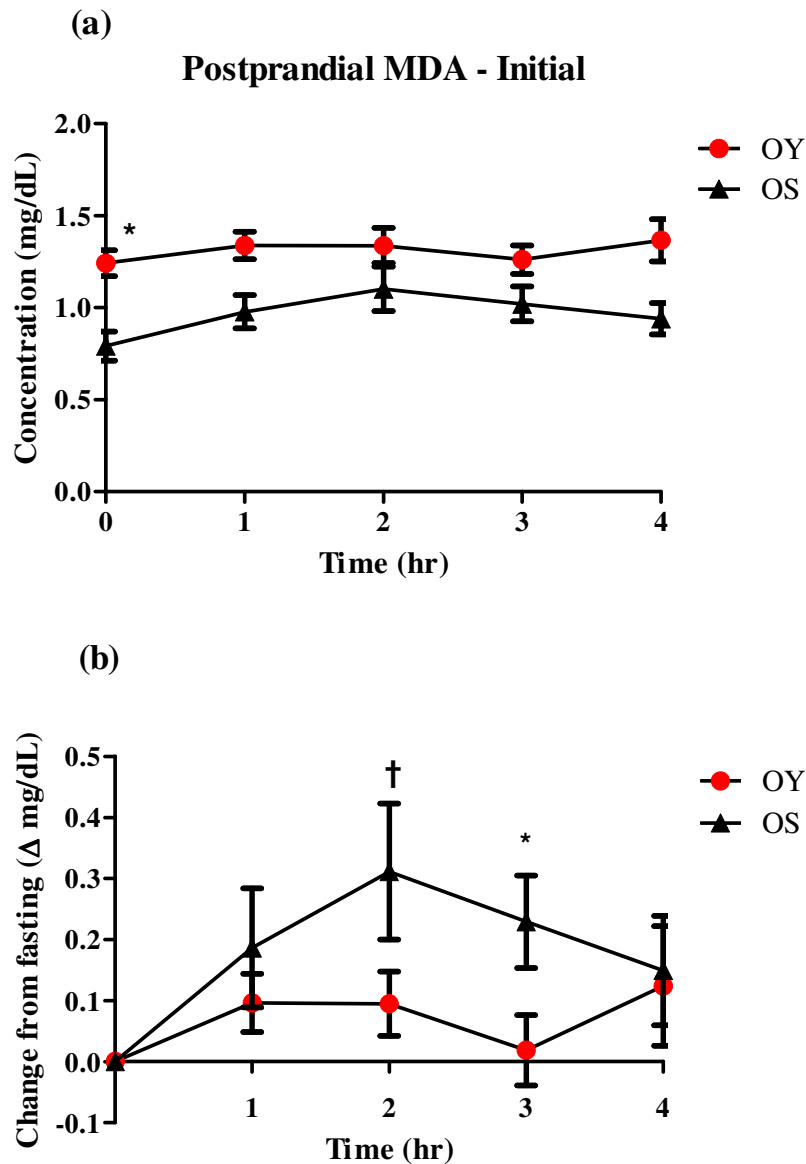 (a)
Postprandial MDA - Initial
Concentration (mg/dL)
2.0
1.5
1.0
0.5
0.0
*
0 1 2 3 4
Time (hr)
OY
OS
(b)
Change from fasting (Δ mg/dL)
0.5
0.4
0.3
0.2
0.1
0.0
-0.1
†
*
1 2 3 4
Time (hr)
OY
OS